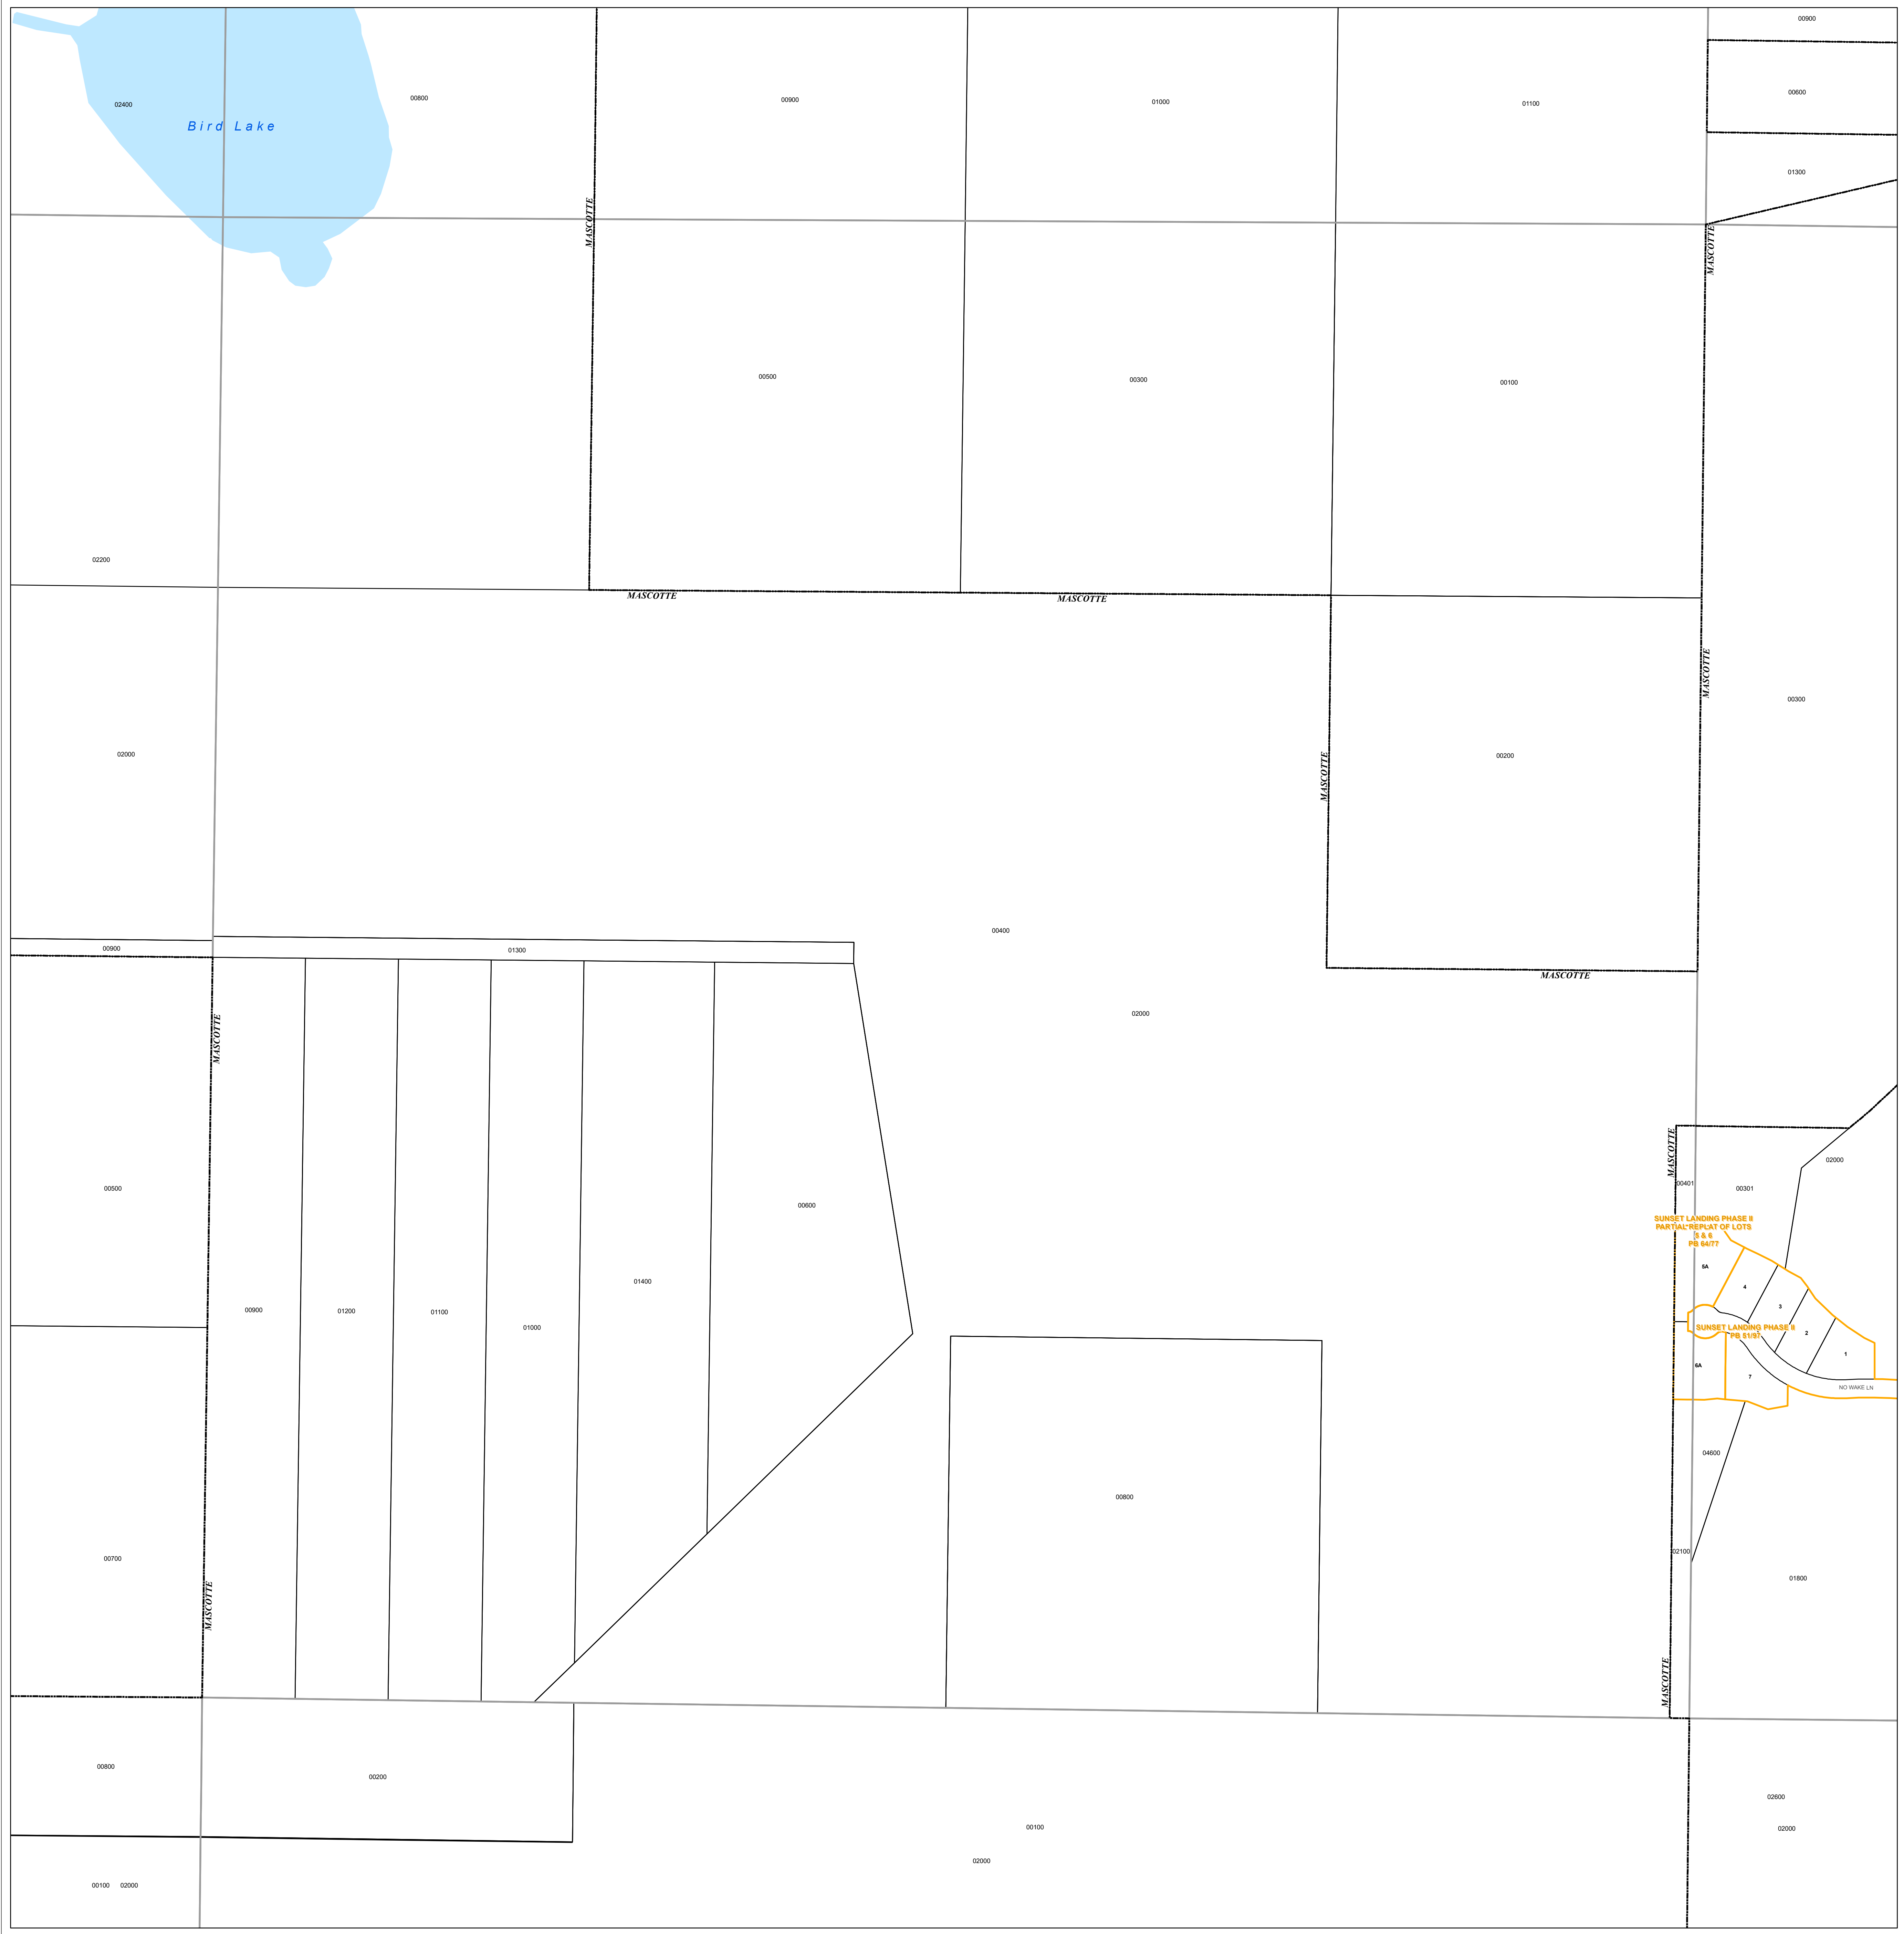 00900
00600
00800
00900
01000
01100
02400
Bird Lake
01300
MASCOTTE
MASCOTTE
00500
00300
00100
02200
MASCOTTE
MASCOTTE
MASCOTTE
00300
02000
MASCOTTE
00200
00400
00900
01300
MASCOTTE
02000
MASCOTTE
MASCOTTE
02000
00500
00401
00301
00600
SUNSET LANDING PHASE II
PARTIAL REPLAT OF LOTS
5 & 6
PB 64/77
5A
01400
4
3
00900
01200
01100
01000
SUNSET LANDING PHASE II
PB 51/97
2
1
6A
7
NO WAKE LN
04600
00800
02100
00700
01800
MASCOTTE
MASCOTTE
00800
00200
02600
00100
02000
02000
00100
02000